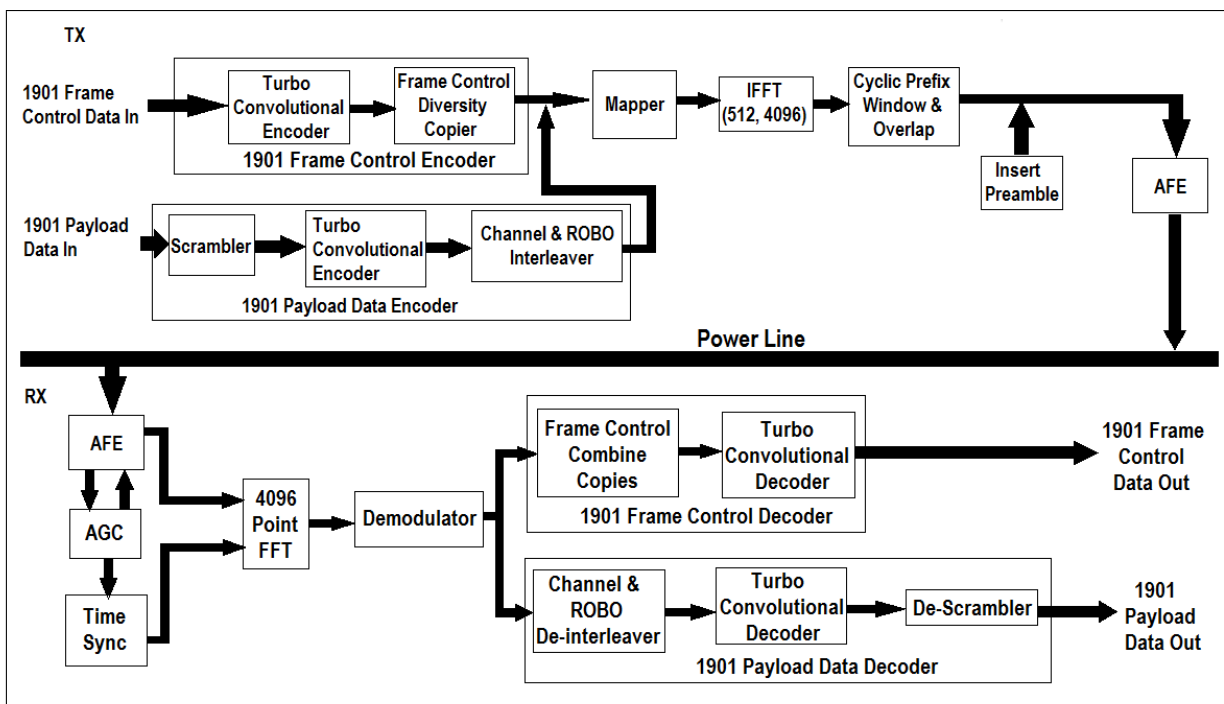 TX
1901 Frame
Control Data In
Turbo
Convolutional
Encoder
Frame Control
Diversity
Copier
1901 Frame Control Encoder
Mapper
IFFT
(512, 4096)
Cyclic Prefix
Window &
Overlap
Insert
Preamble
AFE
1901 Payload
Data In
Scrambler
Turbo
Convolutional
Encoder
Channel & ROBO
Interleaver
1901 Payload Data Encoder
Power Line
RX
AFE
AGC
Time
Sync
4096
Point
FFT
Demodulator
Frame Control
Combine
Copies
Turbo
Convolutional
Decoder
1901 Frame Control Decoder
1901 Frame
Control
Data Out
Channel &
ROBO
De-interleaver
Turbo
Convolutional
Decoder
De-Scrambler
1901 Payload Data Decoder
1901
Payload
Data Out